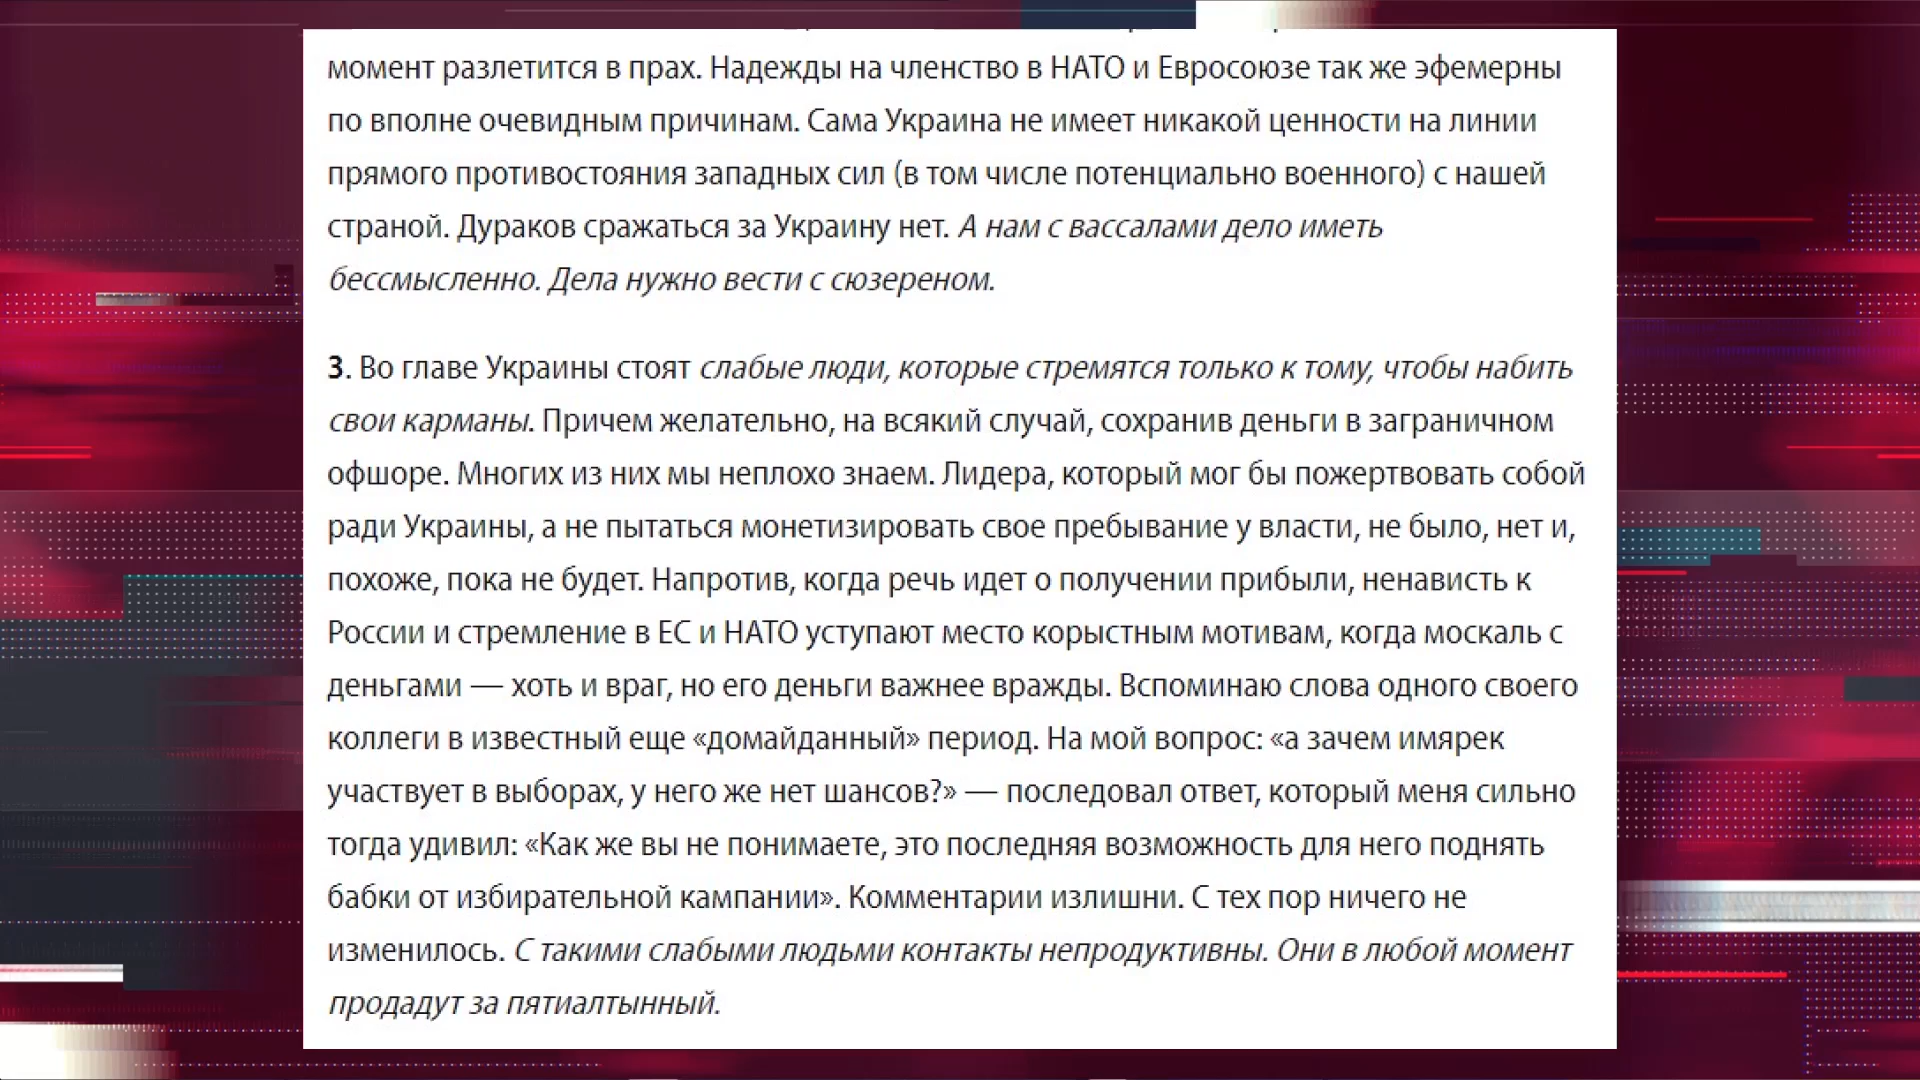 момент разлетится в прах. Надежды на членство в НАТО и Евросоюзе так же эфемерны
по вполне очевидным причинам. Сама Украина не имеет никакой ценности на линии
прямого противостояния западных сил (в том числе потенциально военного) с нашей
страной. Дураков сражаться за Украину нет. А нам с вассалами дело иметь
бессмысленно. Дела нужно вести с сюзереном.
3. Во главе Украины стоят слабые люди, которые стремятся только к тому, чтобы набить
свои карманы. Причем желательно, на всякий случай, сохранив деньги в заграничном
офшоре. Многих из них мы неплохо знаем. Лидера, который мог бы пожертвовать собой
ради Украины, а не пытаться монетизировать свое пребывание у власти, не было, нет и,
похоже, пока не будет. Напротив, когда речь идет о получении прибыли, ненависть к
России и стремление в ЕС и НАТО уступают место корыстным мотивам, когда москаль с
деньгами — хоть и враг, но его деньги важнее вражды. Вспоминаю слова одного своего
коллеги в известный еще «домайданный» период. На мой вопрос: «а зачем имярек
участвует в выборах, у него же нет шансов?» — последовал ответ, который меня сильно
тогда удивил: «Как же вы не понимаете, это последняя возможность для него поднять
бабки от избирательной кампании». Комментарии излишни. С тех пор ничего не
изменилось. С такими слабыми людьми контакты непродуктивны. Они в любой момент
продадут за пятиалтынный.